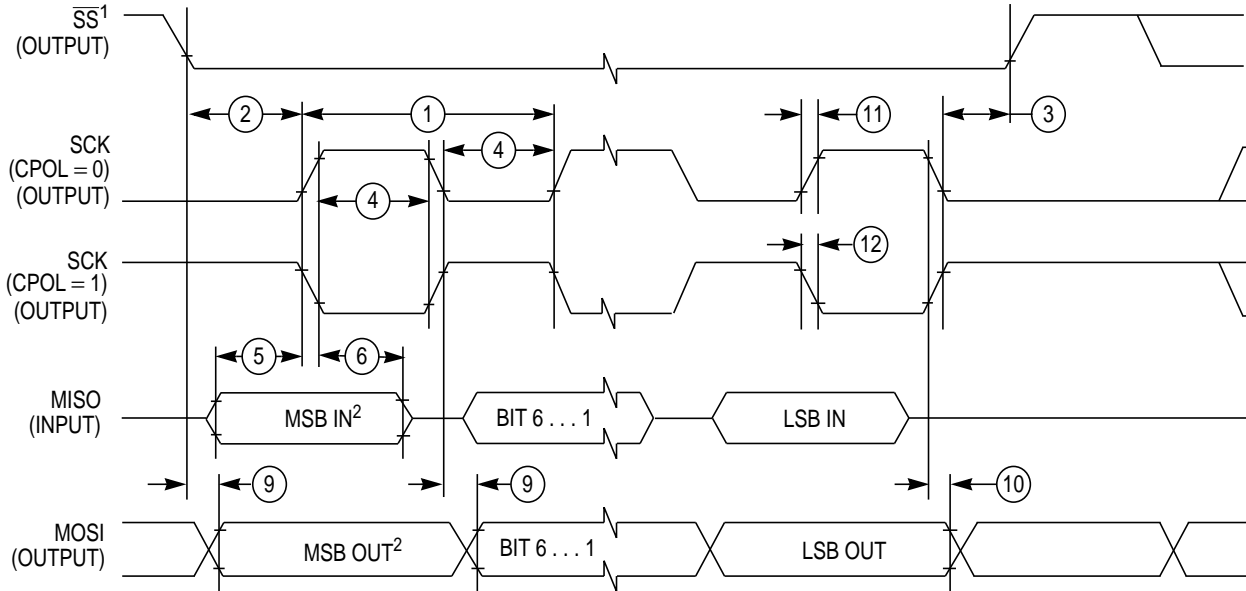 SS¹
(OUTPUT)
2
1
11
3
SCK
(CPOL = 0)
(OUTPUT)
4
4
12
SCK
(CPOL = 1)
(OUTPUT)
5
6
MISO
(INPUT)
MSB IN²
BIT 6 . . . 1
LSB IN
9
9
10
MOSI
(OUTPUT)
MSB OUT²
BIT 6 . . . 1
LSB OUT